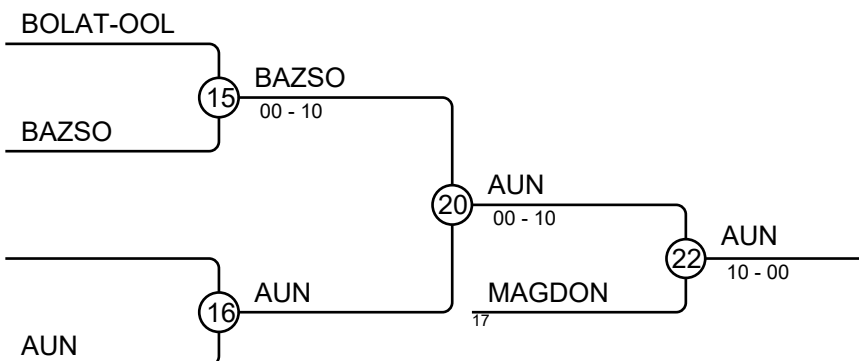 BOLAT-OOL
15
BAZSO
00 - 10
BAZSO
20
AUN
00 - 10
22
AUN
10 - 00
16
AUN
MAGDON
17
AUN